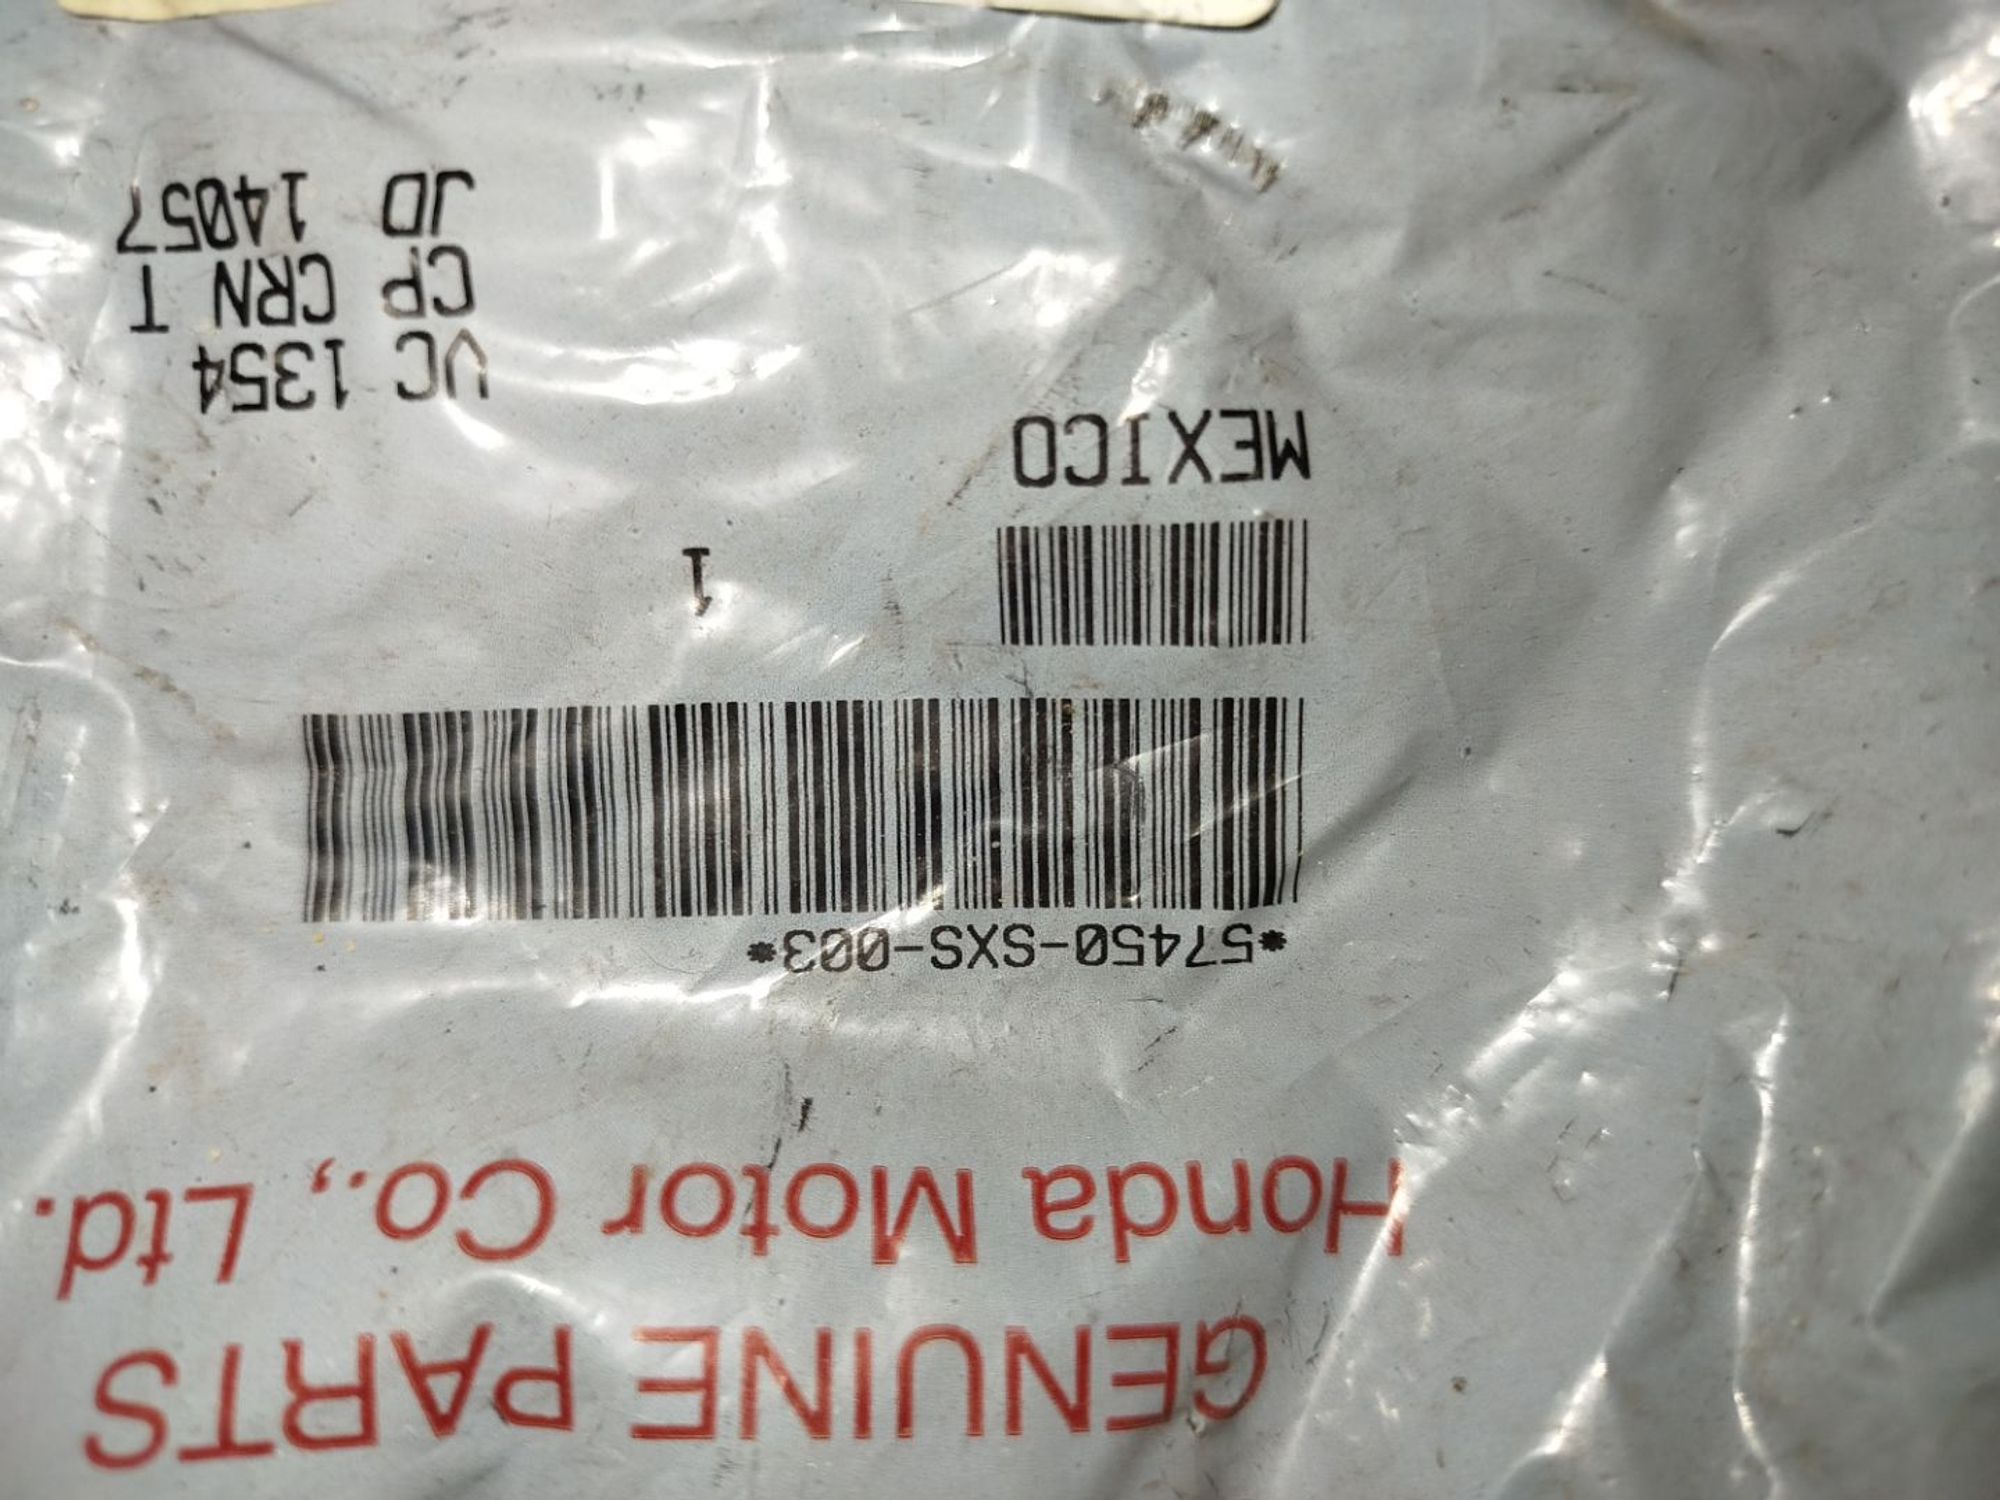 GENUINE PARTS
Honda Motor Co., Ltd.
*57450-SXS-003*
1
MEXICO
VC 1354
CP CRN T
JD 14057